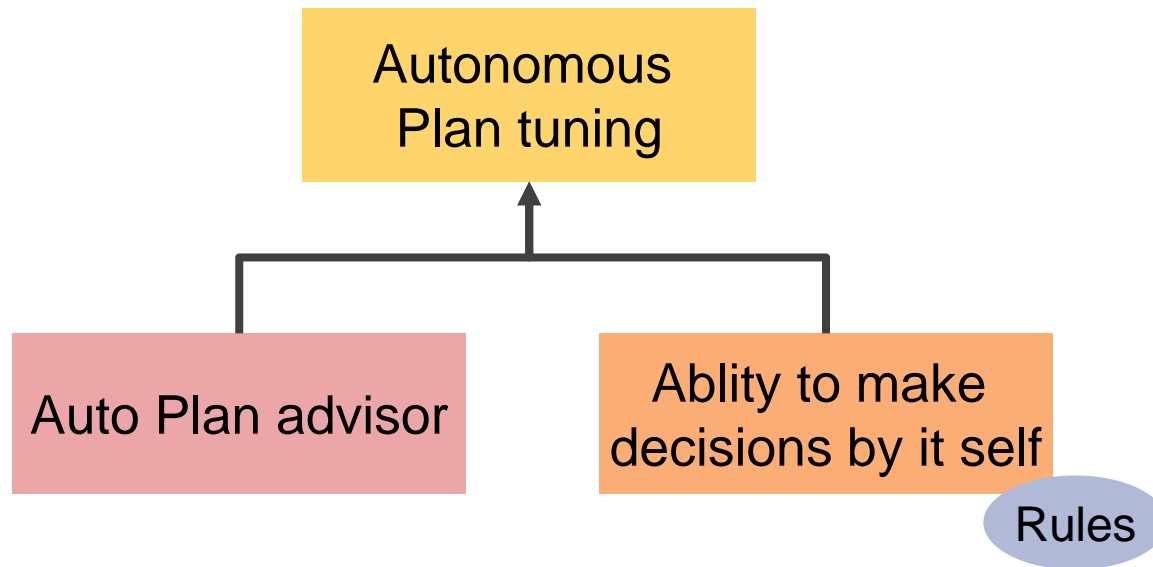 Autonomous
Plan tuning
Auto Plan advisor
Ablity to make
decisions by it self
Rules